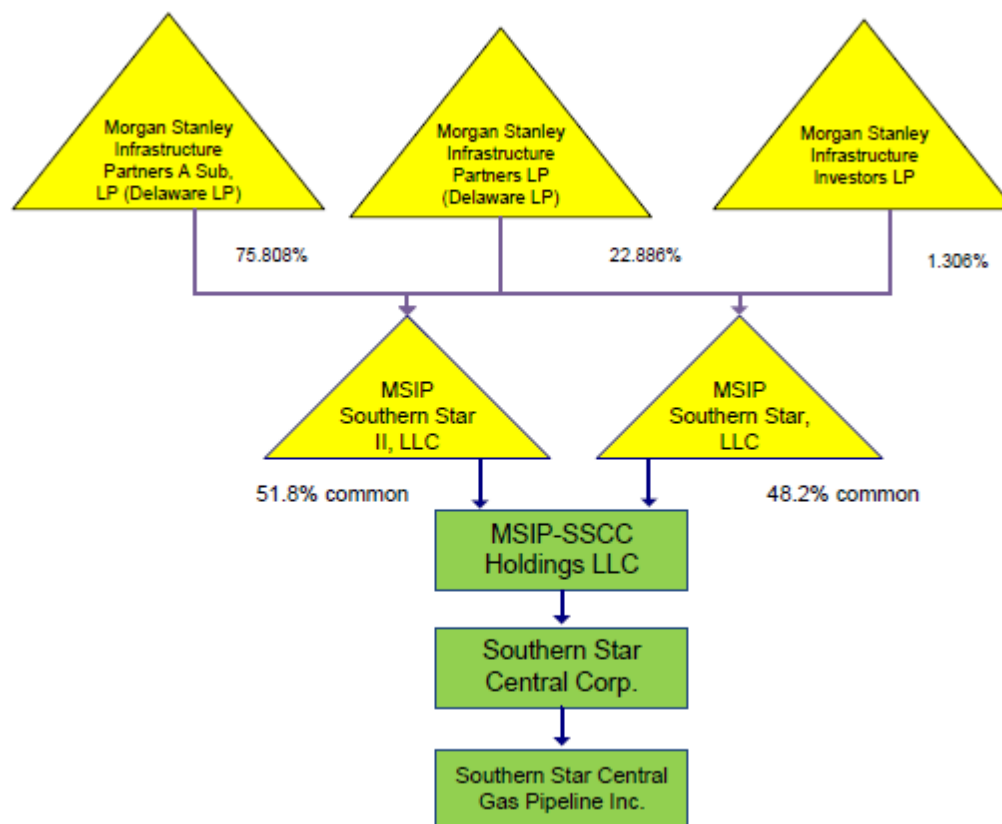 Morgan Stanley
Infrastructure
Partners A Sub,
LP (Delaware LP)
Morgan Stanley
Infrastructure
Partners LP
(Delaware LP)
Morgan Stanley
Infrastructure
Investors LP
75.808%
22.886%
1.306%
MSIP
Southern Star
II, LLC
MSIP
Southern Star,
LLC
51.8% common
48.2% common
MSIP-SSCC
Holdings LLC
Southern Star
Central Corp.
Southern Star Central
Gas Pipeline Inc.